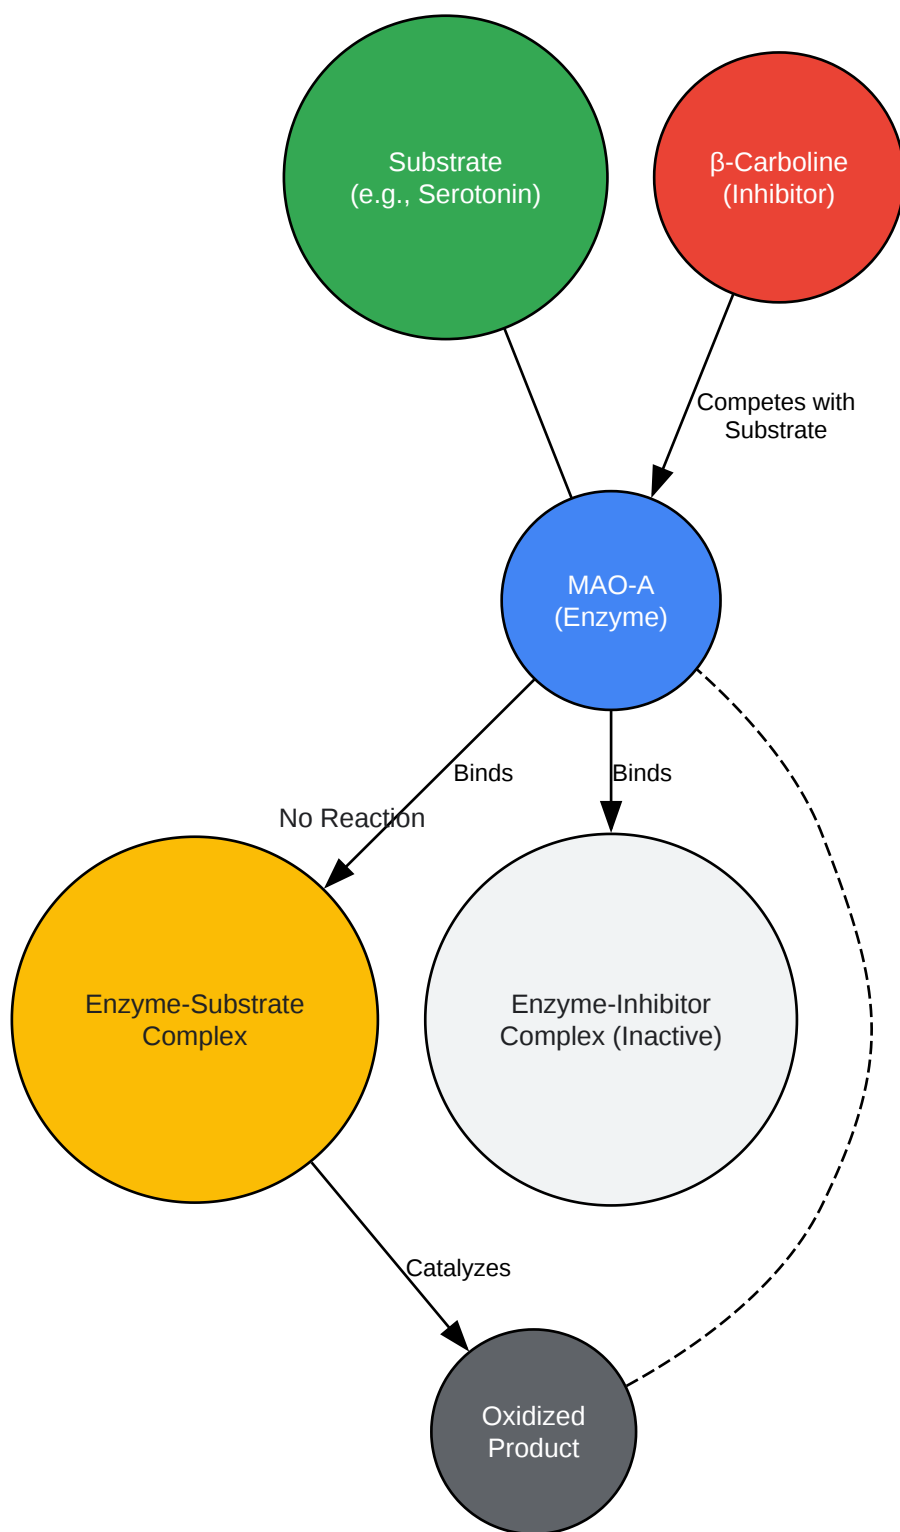 Substrate
(e.g., Serotonin)
β-Carboline
(Inhibitor)
Competes with
Substrate
MAO-A
(Enzyme)
Binds
Binds
No Reaction
Enzyme-Substrate
Complex
Enzyme-Inhibitor
Complex (Inactive)
Catalyzes
Oxidized
Product